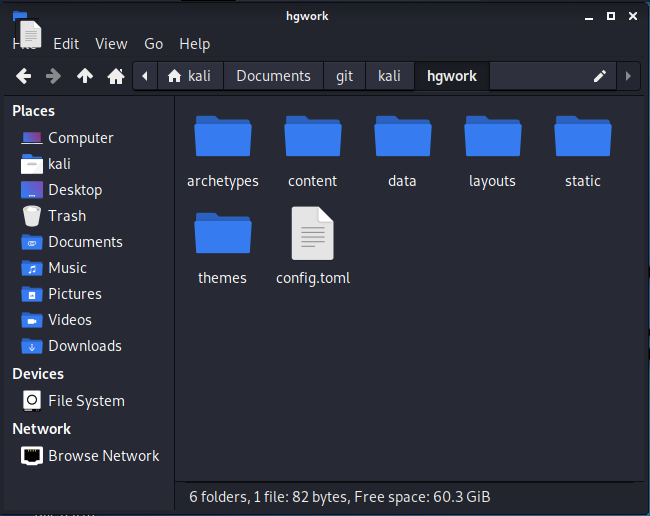 hgwork
File Edit View Go Help
kali Documents git kali hgwork
Places
Computer
kali
Desktop
Trash
Documents
Music
Pictures
Videos
Downloads
Devices
File System
Network
Browse Network
archetypes content data layouts static
themes config.toml
6 folders, 1 file: 82 bytes, Free space: 60.3 GiB